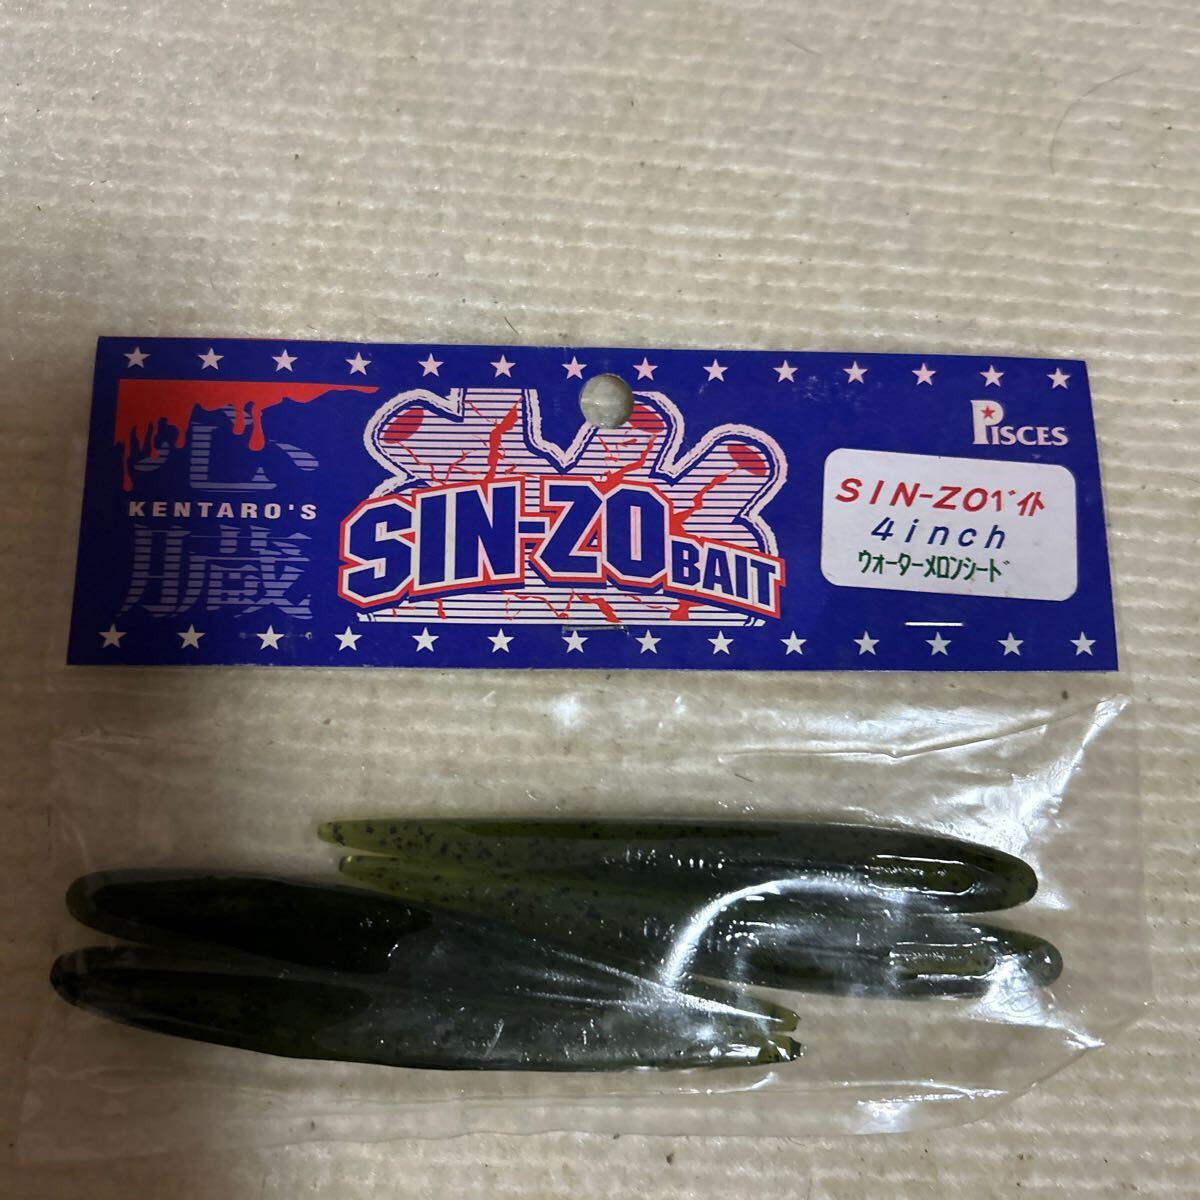 心
KENTARO'S
臓
SIN-ZO
BAIT
PISCES
SIN-ZOベイト
4inch
ウォーターメロンシード